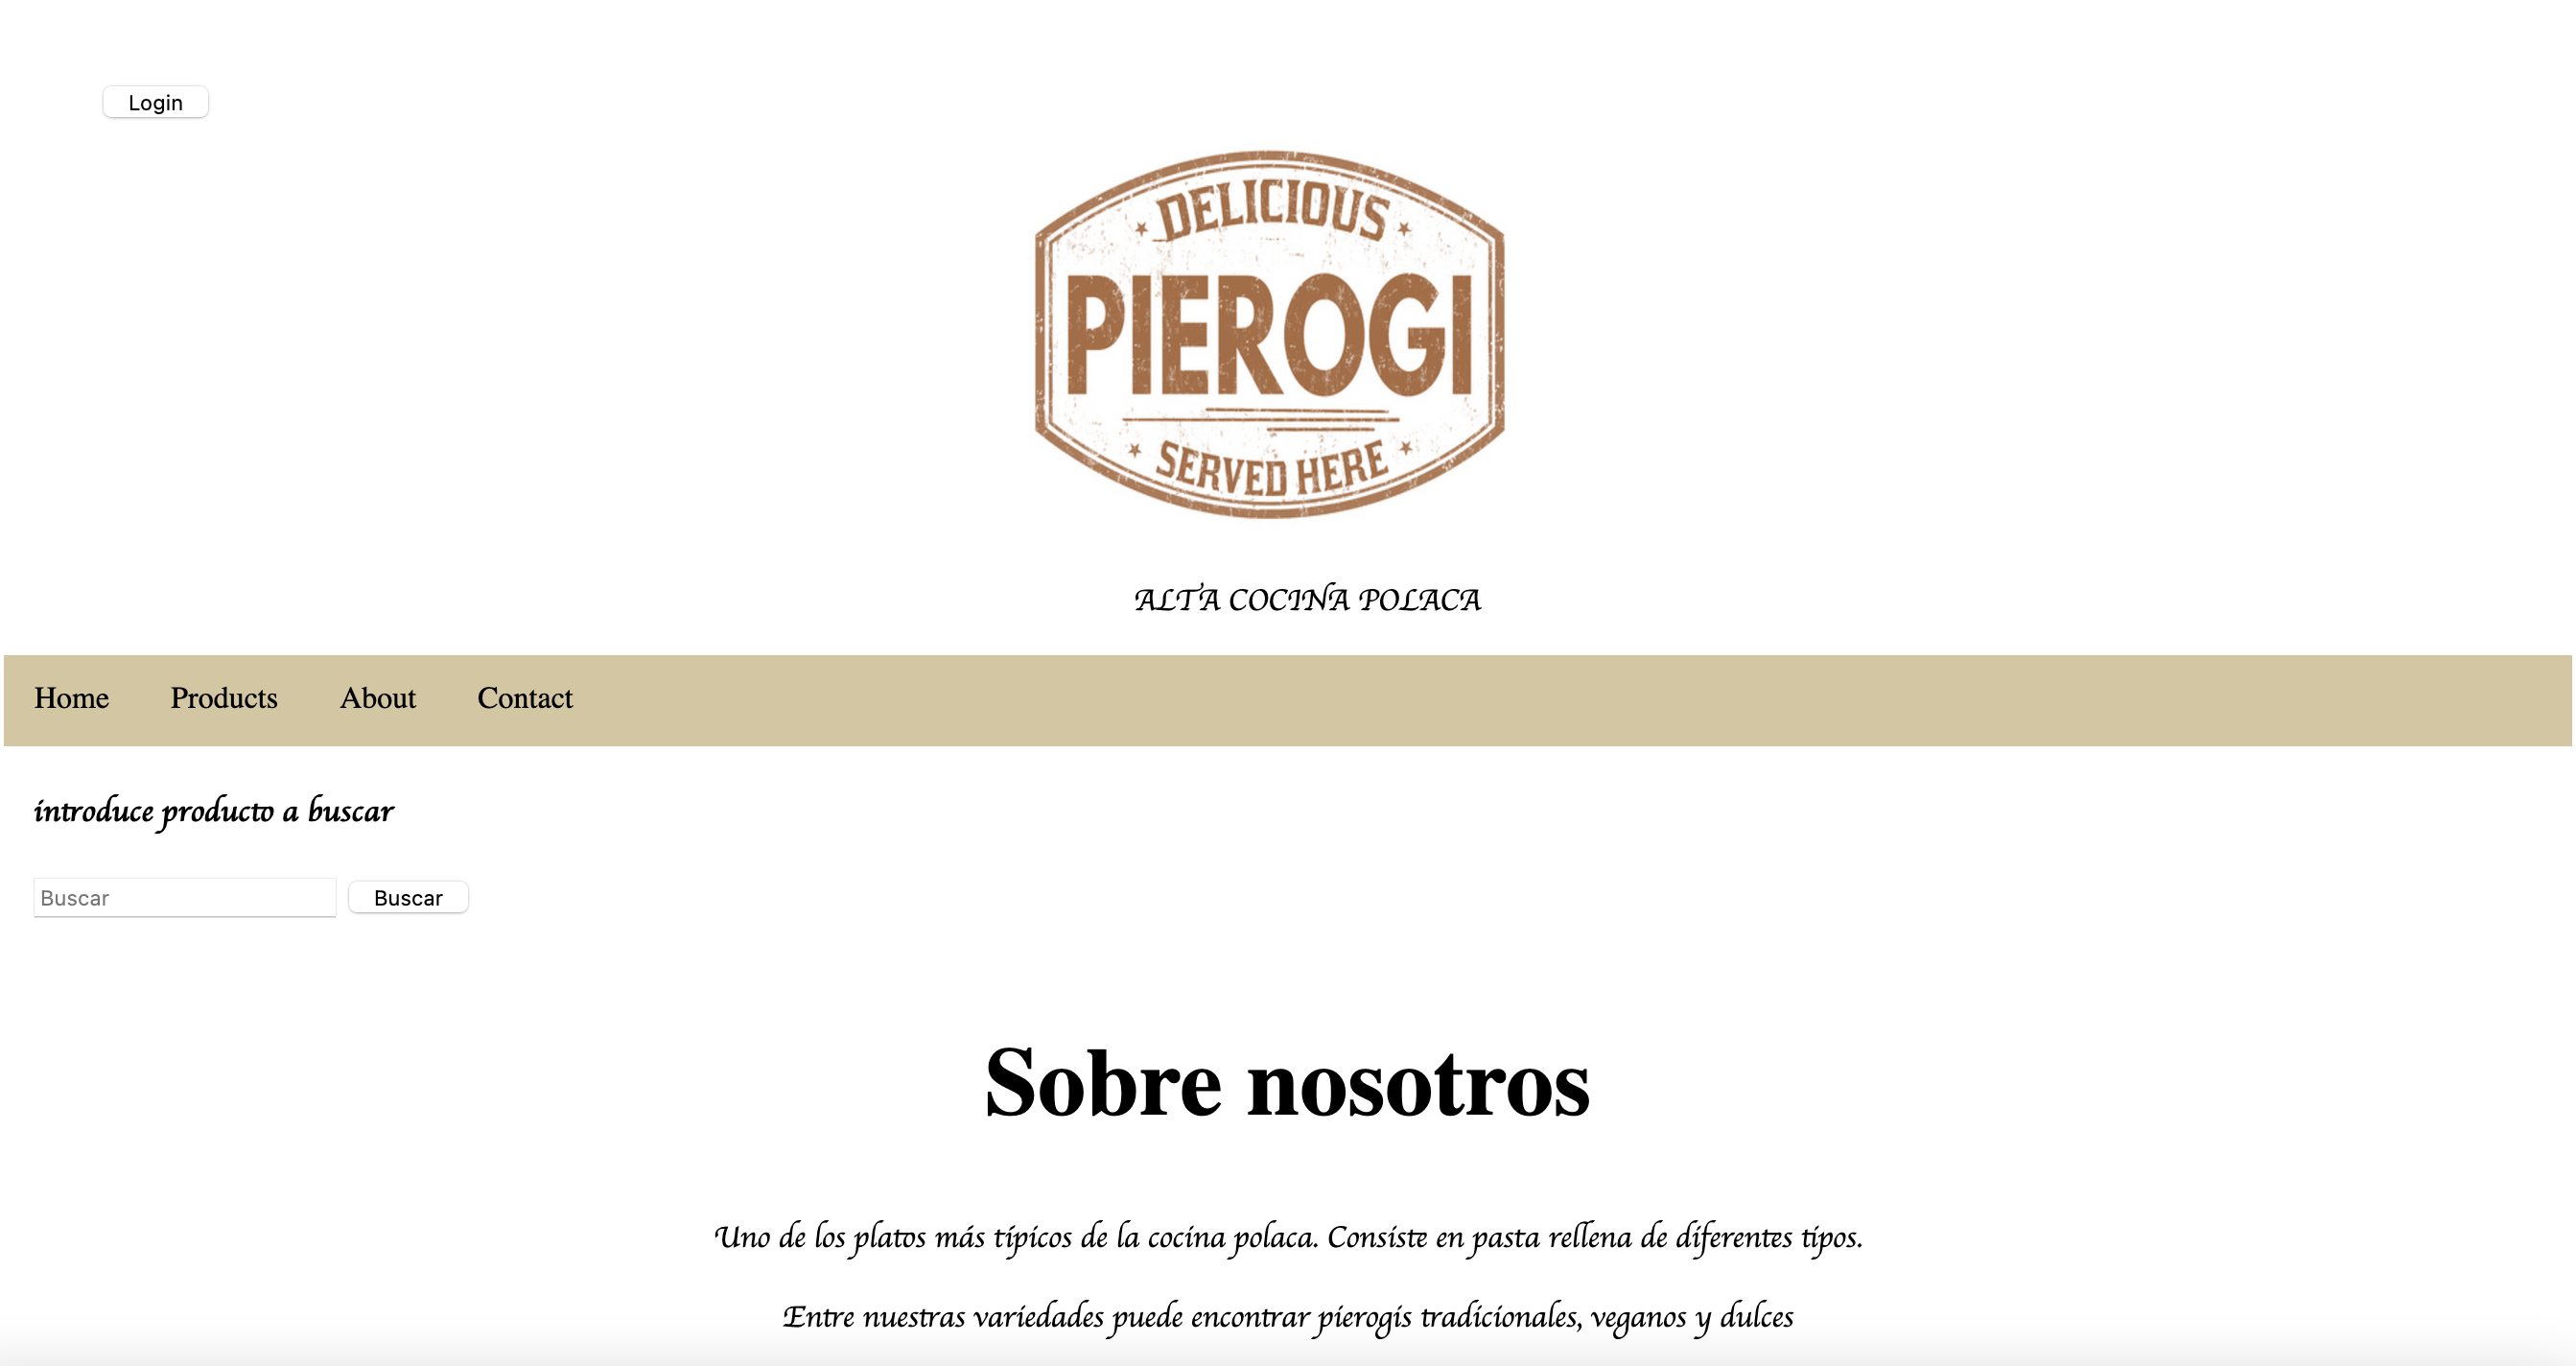 Login
DELICIOUS
PIEROGI
SERVED HERE
ALTA COCINA POLACA
Home Products About Contact
introduce producto a buscar
Buscar Buscar
Sobre nosotros
Uno de los platos más típicos de la cocina polaca. Consiste en pasta rellena de diferentes tipos.
Entre nuestras variedades puede encontrar pierogis tradicionales, veganos y dulces